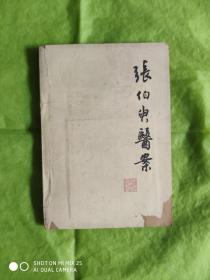 張伯臾醫案
SHOT ON MI MIX 2S
AI DUAL CAMERA